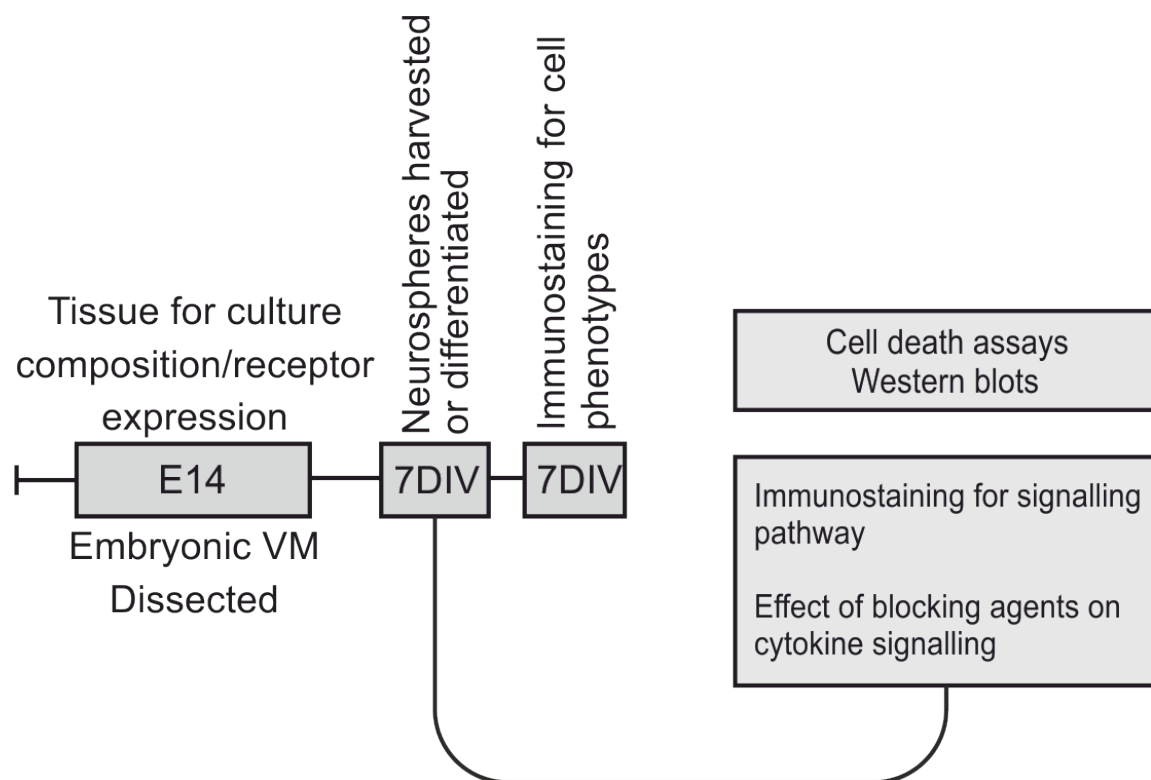 Neurospheres harvested
or differentiated
Immunostaining for cell
phenotypes
Tissue for culture
composition/receptor
expression
E14
7DIV
7DIV
Embryonic VM
Dissected
Cell death assays
Western blots
Immunostaining for signalling
pathway
Effect of blocking agents on
cytokine signalling